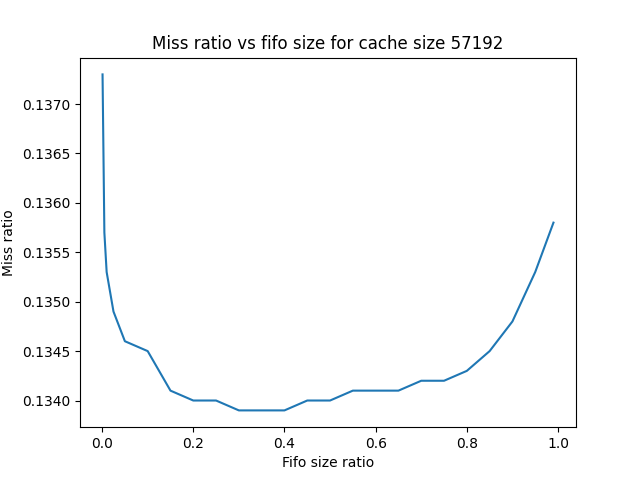 Miss ratio vs fifo size for cache size 57192
0.1370
0.1365
0.1360
0.1355
0.1350
0.1345
0.1340
Miss ratio
0.0 0.2 0.4 0.6 0.8 1.0
Fifo size ratio